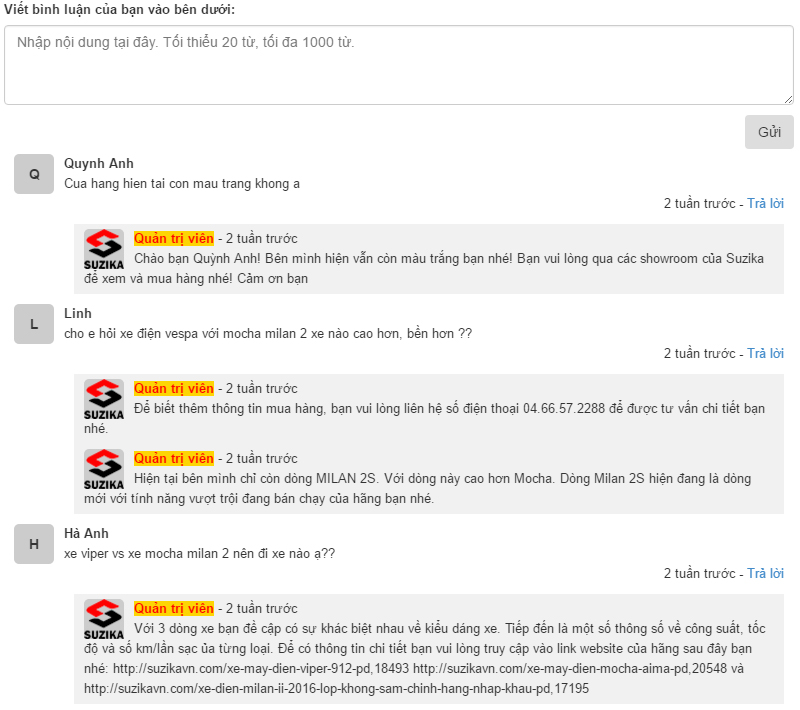 Viết bình luận của bạn vào bên dưới:
Nhập nội dung tại đây. Tối thiểu 20 từ, tối đa 1000 từ.
Gửi
Q
Quynh Anh
Cua hang hien tai con mau trang khong a
2 tuần trước - Trả lời
SUZIKA
Quản trị viên - 2 tuần trước
Chào bạn Quỳnh Anh! Bên mình hiện vẫn còn màu trắng bạn nhé! Bạn vui lòng qua các showroom của Suzika
để xem và mua hàng nhé! Cảm ơn bạn
L
Linh
cho e hỏi xe điện vespa với mocha milan 2 xe nào cao hơn, bền hơn ??
2 tuần trước - Trả lời
SUZIKA
Quản trị viên - 2 tuần trước
Để biết thêm thông tin mua hàng, bạn vui lòng liên hệ số điện thoại 04.66.57.2288 để được tư vấn chi tiết bạn
nhé.
SUZIKA
Quản trị viên - 2 tuần trước
Hiện tại bên mình chỉ còn dòng MILAN 2S. Với dòng này cao hơn Mocha. Dòng Milan 2S hiện đang là dòng
mới với tính năng vượt trội đang bán chạy của hãng bạn nhé.
H
Hà Anh
xe viper vs xe mocha milan 2 nên đi xe nào ạ??
2 tuần trước - Trả lời
SUZIKA
Quản trị viên - 2 tuần trước
Với 3 dòng xe bạn đề cập có sự khác biệt nhau về kiểu dáng xe. Tiếp đến là một số thông số về công suất, tốc
độ và số km/lần sạc ủa từng loại. Để có thông tin chi tiết bạn vui lòng truy cập vào link website của hãng sau đây bạn
nhé: http://suzikavn.com/xe-may-dien-viper-912-pd,18493 http://suzikavn.com/xe-may-dien-mocha-aima-pd,20548 và
http://suzikavn.com/xe-dien-milan-ii-2016-lop-khong-sam-chinh-hang-nhap-khau-pd,17195